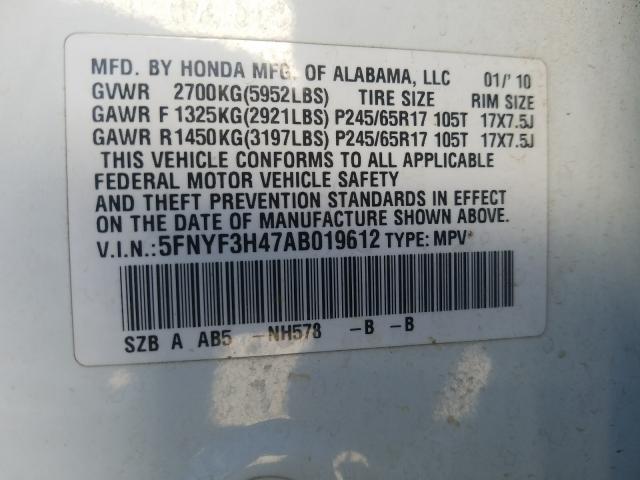 MFD. BY HONDA MFG. OF ALABAMA, LLC 01/' 10
GVWR 2700KG(5952LBS) TIRE SIZE RIM SIZE
GAWR F 1325KG(2921LBS) P245/65R17 105T 17X7.5J
GAWR R 1450KG(3197LBS) P245/65R17 105T 17X7.5J
THIS VEHICLE CONFORMS TO ALL APPLICABLE
FEDERAL MOTOR VEHICLE SAFETY
AND THEFT PREVENTION STANDARDS IN EFFECT
ON THE DATE OF MANUFACTURE SHOWN ABOVE.
V.I.N.: 5FNYF3H47AB019612 TYPE: MPV
SZB A AB5 -NH578 -B -B